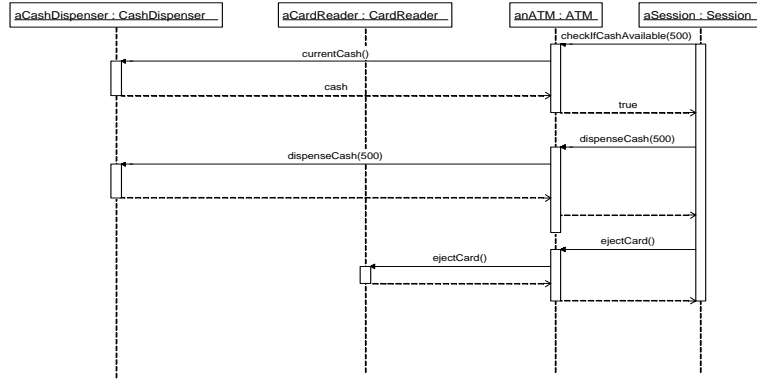 aCashDispenser : CashDispenser
aCardReader : CardReader
anATM : ATM
aSession : Session
checkIfCashAvailable(500)
currentCash()
cash
true
dispenseCash(500)
dispenseCash(500)
ejectCard()
ejectCard()